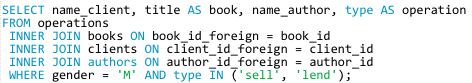 SELECT name_client, title AS book, name_author, type AS operation
FROM operations
INNER JOIN books ON book_id_foreign = book_id
INNER JOIN clients ON client_id_foreign = client_id
INNER JOIN authors ON author_id_foreign = author_id
WHERE gender = 'M' AND type IN ('sell', 'lend');